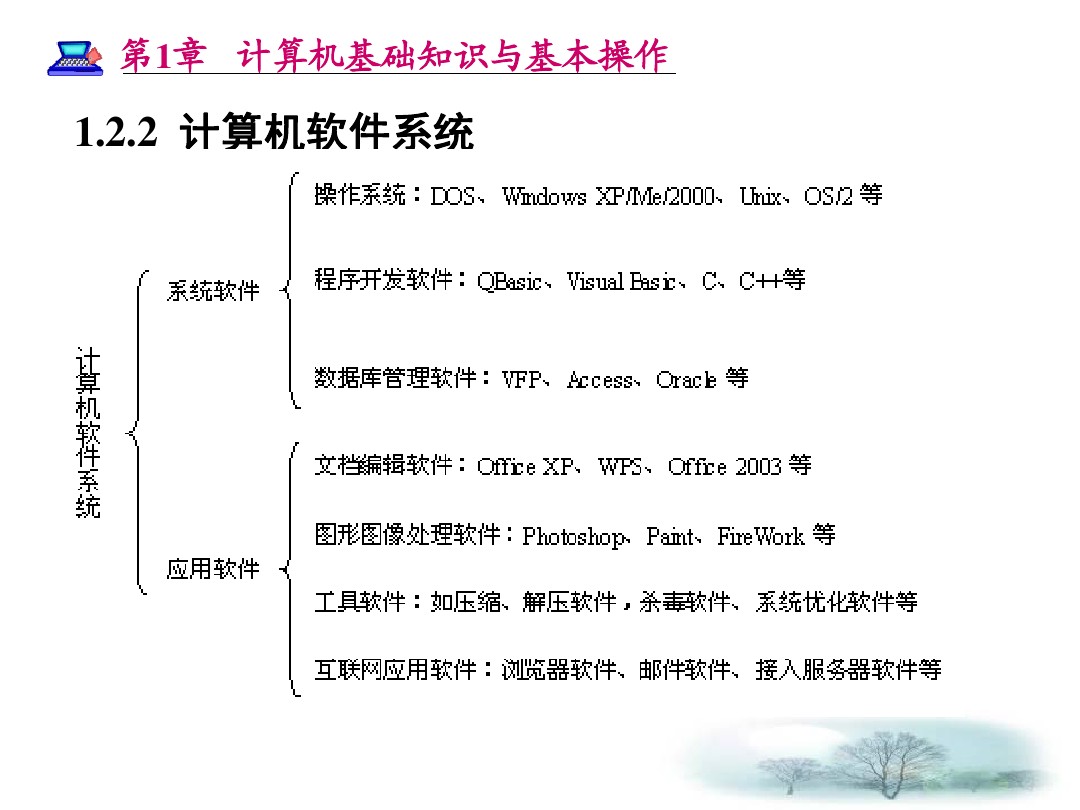 第1章 计算机基础知识与基本操作
1.2.2 计算机软件系统
计算机软件系统
系统软件
操作系统：DOS、Windows XP/Me/2000、Unix、OS/2 等
程序开发软件：QBasic、Visual Basic、C、C++等
数据库管理软件：VFP、Access、Oracle 等
应用软件
文档编辑软件：Office XP、WPS、Office 2003 等
图形图像处理软件：Photoshop、Paint、FireWork 等
工具软件：如压缩、解压软件，杀毒软件、系统优化软件等
互联网应用软件：浏览器软件、邮件软件、接入服务器软件等